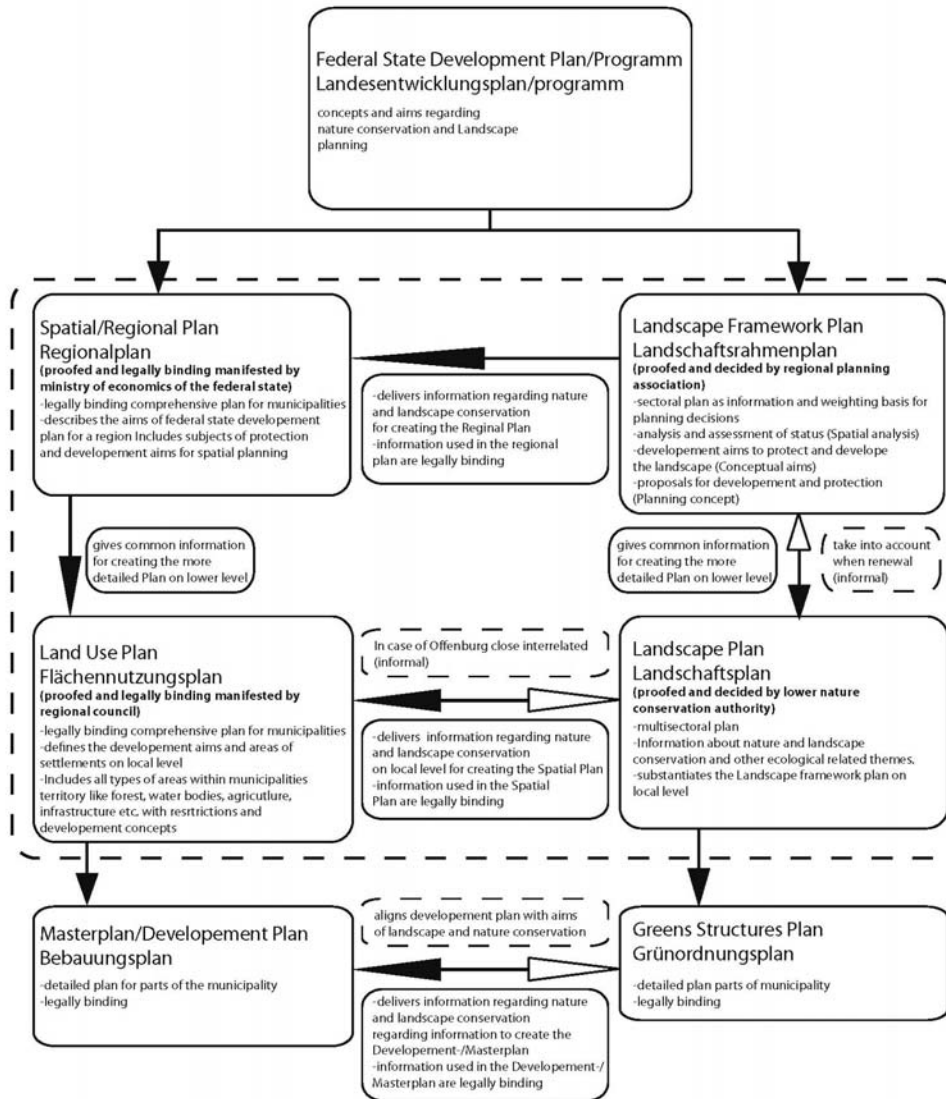 Federal State Development Plan/Programm
Landesentwicklungsplan/programm
concepts and aims regarding
nature conservation and Landscape
planning
Spatial/Regional Plan
Regionalplan
(proofed and legally binding manifested by
ministry of economics of the federal state)
-legally binding comprehensive plan for municipalities
-describes the aims of federal state developement
plan for a region Includes subjects of protection
and developement aims for spatial planning
-delivers information regarding nature
and landscape conservation
for creating the Reginal Plan
-information used in the regional
plan are legally binding
Landscape Framework Plan
Landschaftsrahmenplan
(proofed and decided by regional planning
association)
-sectoral plan as information and weighting basis for
planning decisions
-analysis and assessment of status (Spatial analysis)
-developement aims to protect and develope
the landscape (Conceptual aims)
-proposals for developement and protection
(Planning concept)
gives common information
for creating the more
detailed Plan on lower level
gives common information
for creating the more
detailed Plan on lower level
take into account
when renewal
(informal)
Land Use Plan
Flächennutzungsplan
(proofed and legally binding manifested by
regional council)
-legally binding comprehensive plan for municipalities
-defines the developement aims and areas of
settlements on local level
-Includes all types of areas within municipalities
territory like forest, water bodies, agricutlure,
infrastructure etc. with resrtrictions and
developement concepts
In case of Offenburg close interrelated
(informal)
-delivers information regarding nature
and landscape conservation
on local level for creating the Spatial Plan
-information used in the Spatial
Plan are legally binding
Landscape Plan
Landschaftsplan
(proofed and decided by lower nature
conservation authority)
-multisectoral plan
-Information about nature and landscape
conservation and other ecological related themes.
-substantiates the Landscape framework plan on
local level
Masterplan/Developement Plan
Bebauungsplan
-detailed plan for parts of the municipality
-legally binding
aligns developement plan with aims
of landscape and nature conservation
-delivers information regarding nature
and landscape conservation
regarding information to create the
Developement-/Masterplan
-information used in the Developement-/
Masterplan are legally binding
Greens Structures Plan
Grünordnungsplan
-detailed plan parts of municipality
-legally binding